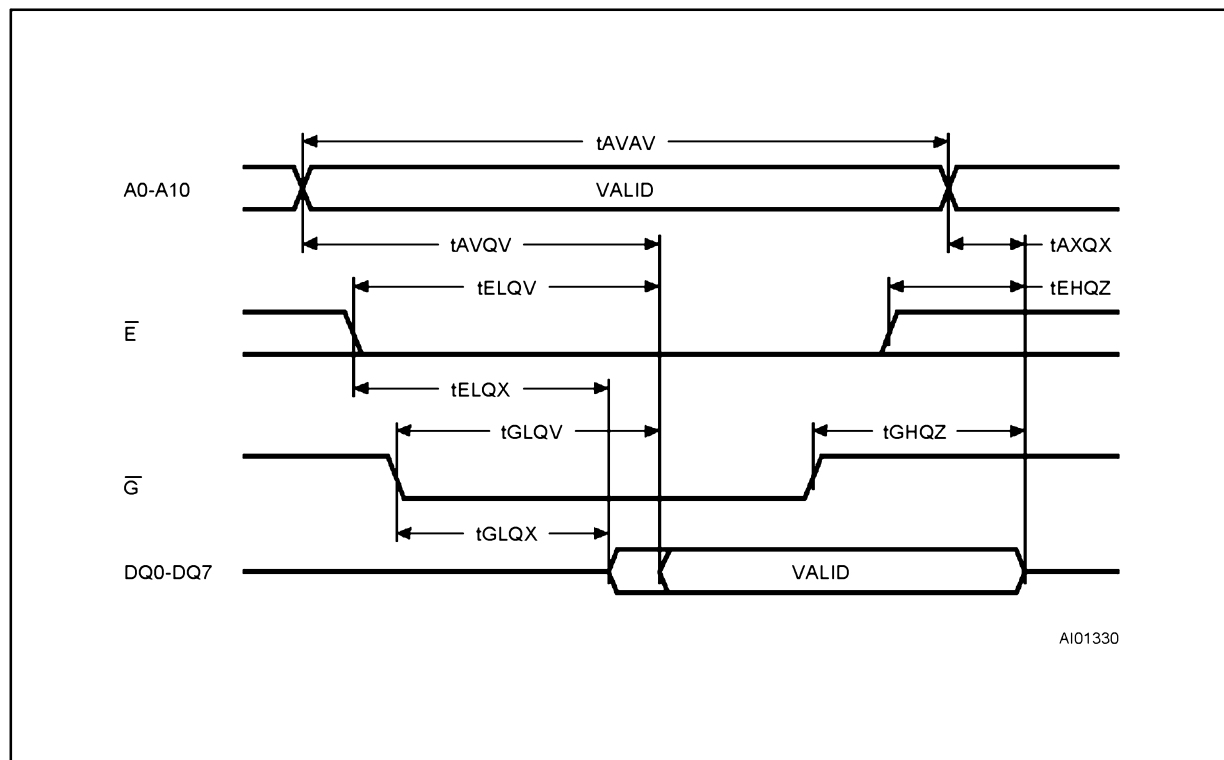 tAVAV
A0-A10
VALID
tAVQV
tAXQX
tELQV
tEHQZ
E̅
tELQX
tGLQV
tGHQZ
G̅
tGLQX
DQ0-DQ7
VALID
AI01330